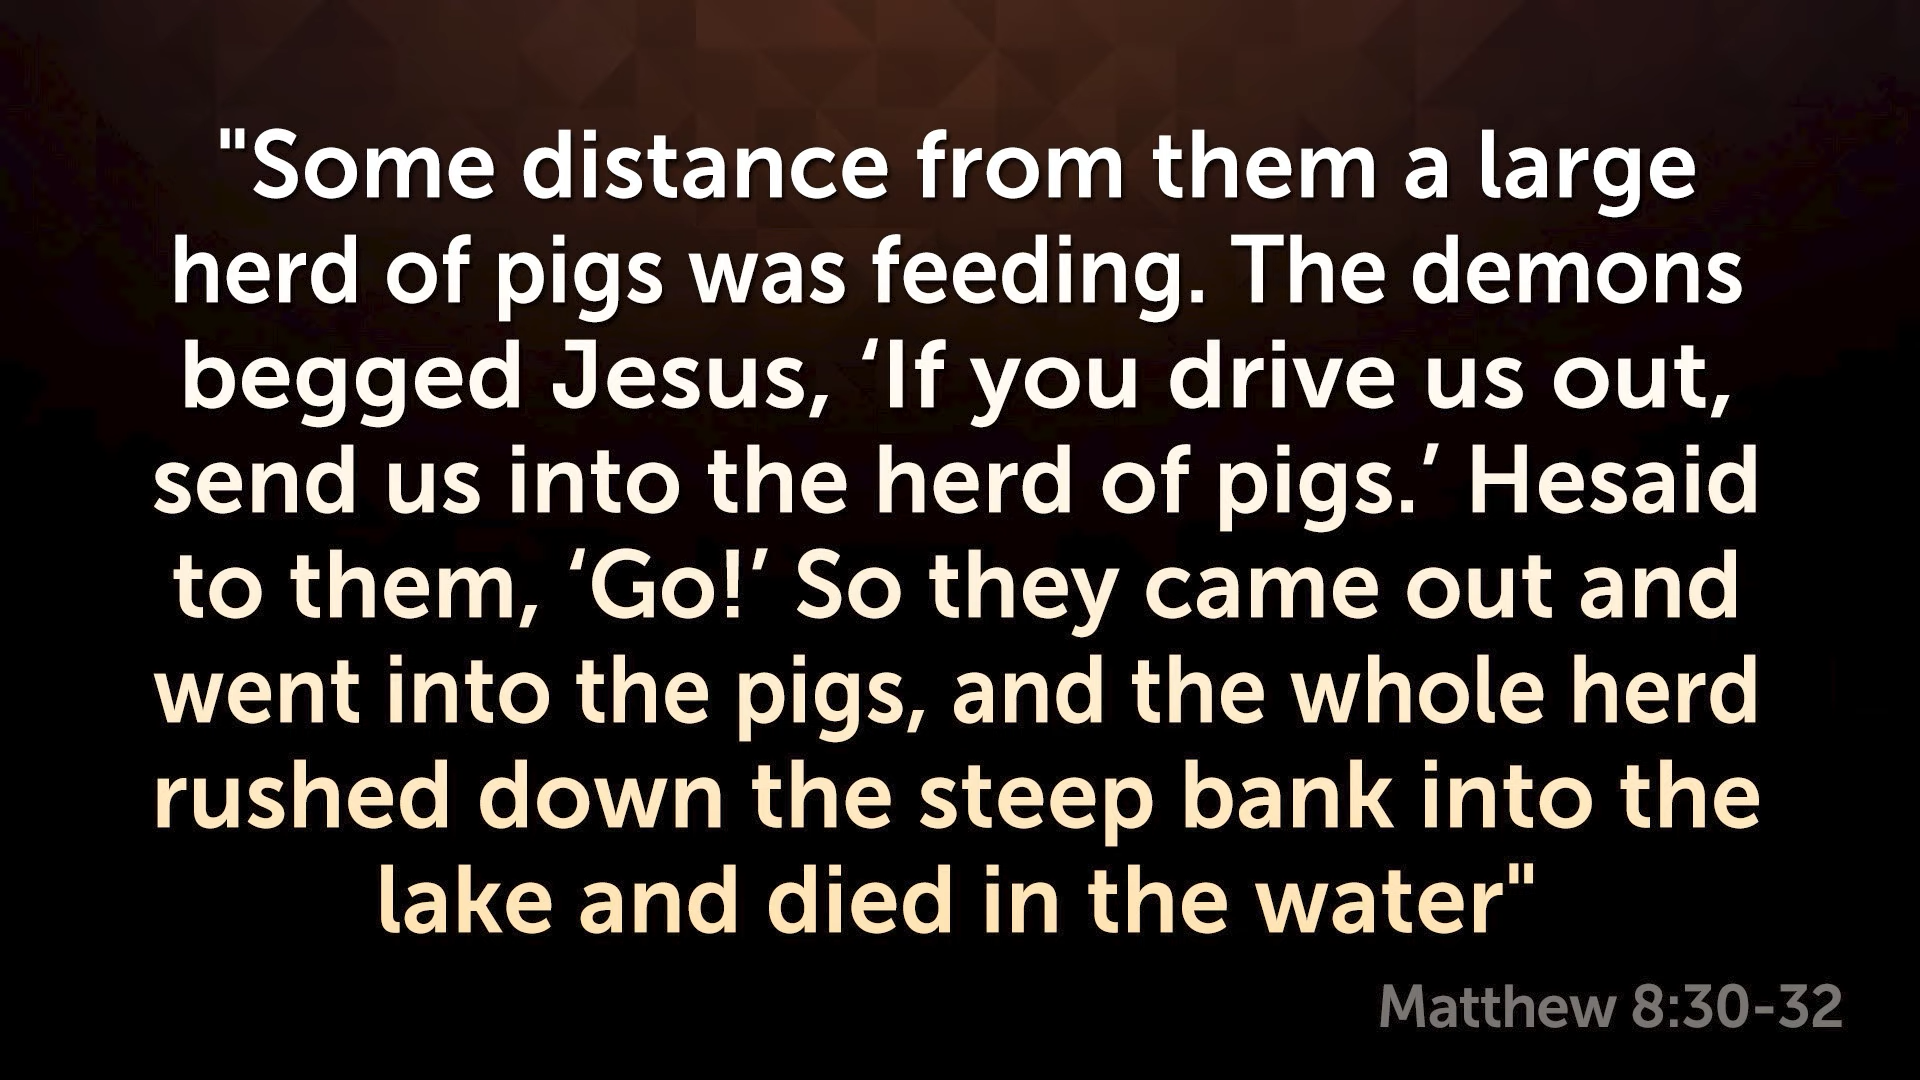 "Some distance from them a large
herd of pigs was feeding. The demons
begged Jesus, ‘If you drive us out,
send us into the herd of pigs.’ Hesaid
to them, ‘Go!’ So they came out and
went into the pigs, and the whole herd
rushed down the steep bank into the
lake and died in the water"
Matthew 8:30-32